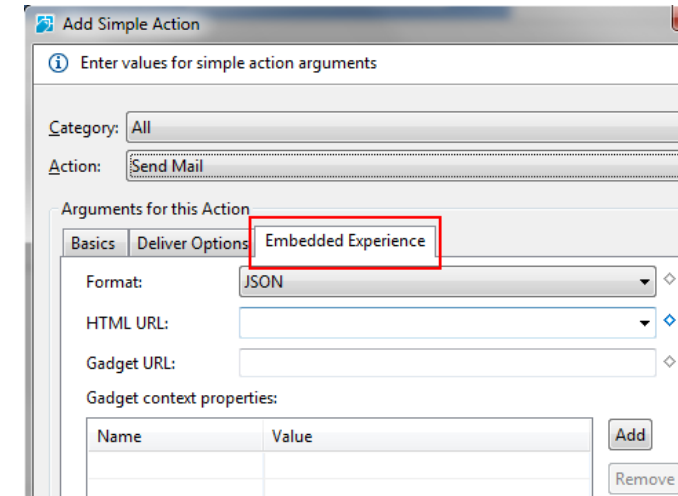 Add Simple Action
Enter values for simple action arguments
Category: All
Action: Send Mail
Arguments for this Action
Basics Deliver Options Embedded Experience
Format: JSON
HTML URL:
Gadget URL:
Gadget context properties:
Name Value Add
Remove